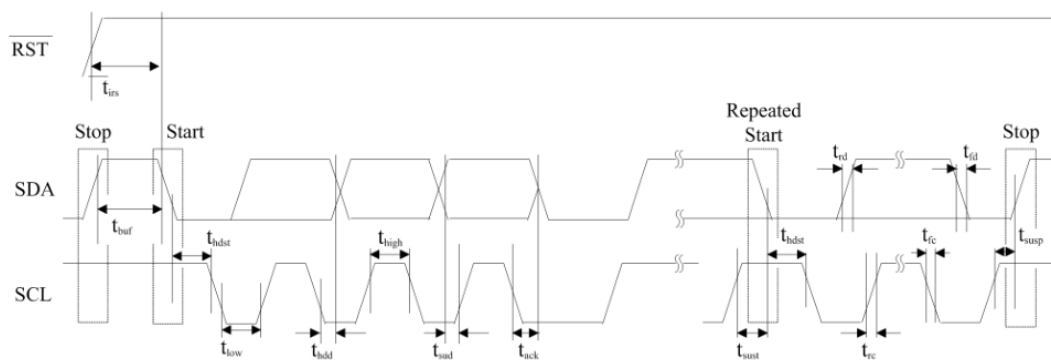 RST
t_irs
Stop
Start
Repeated
Start
Stop
t_rd
t_fd
SDA
t_buf
t_hdst
t_high
t_hdst
t_fc
t_susp
SCL
t_low
t_hdd
t_sud
t_ack
t_sust
t_rc